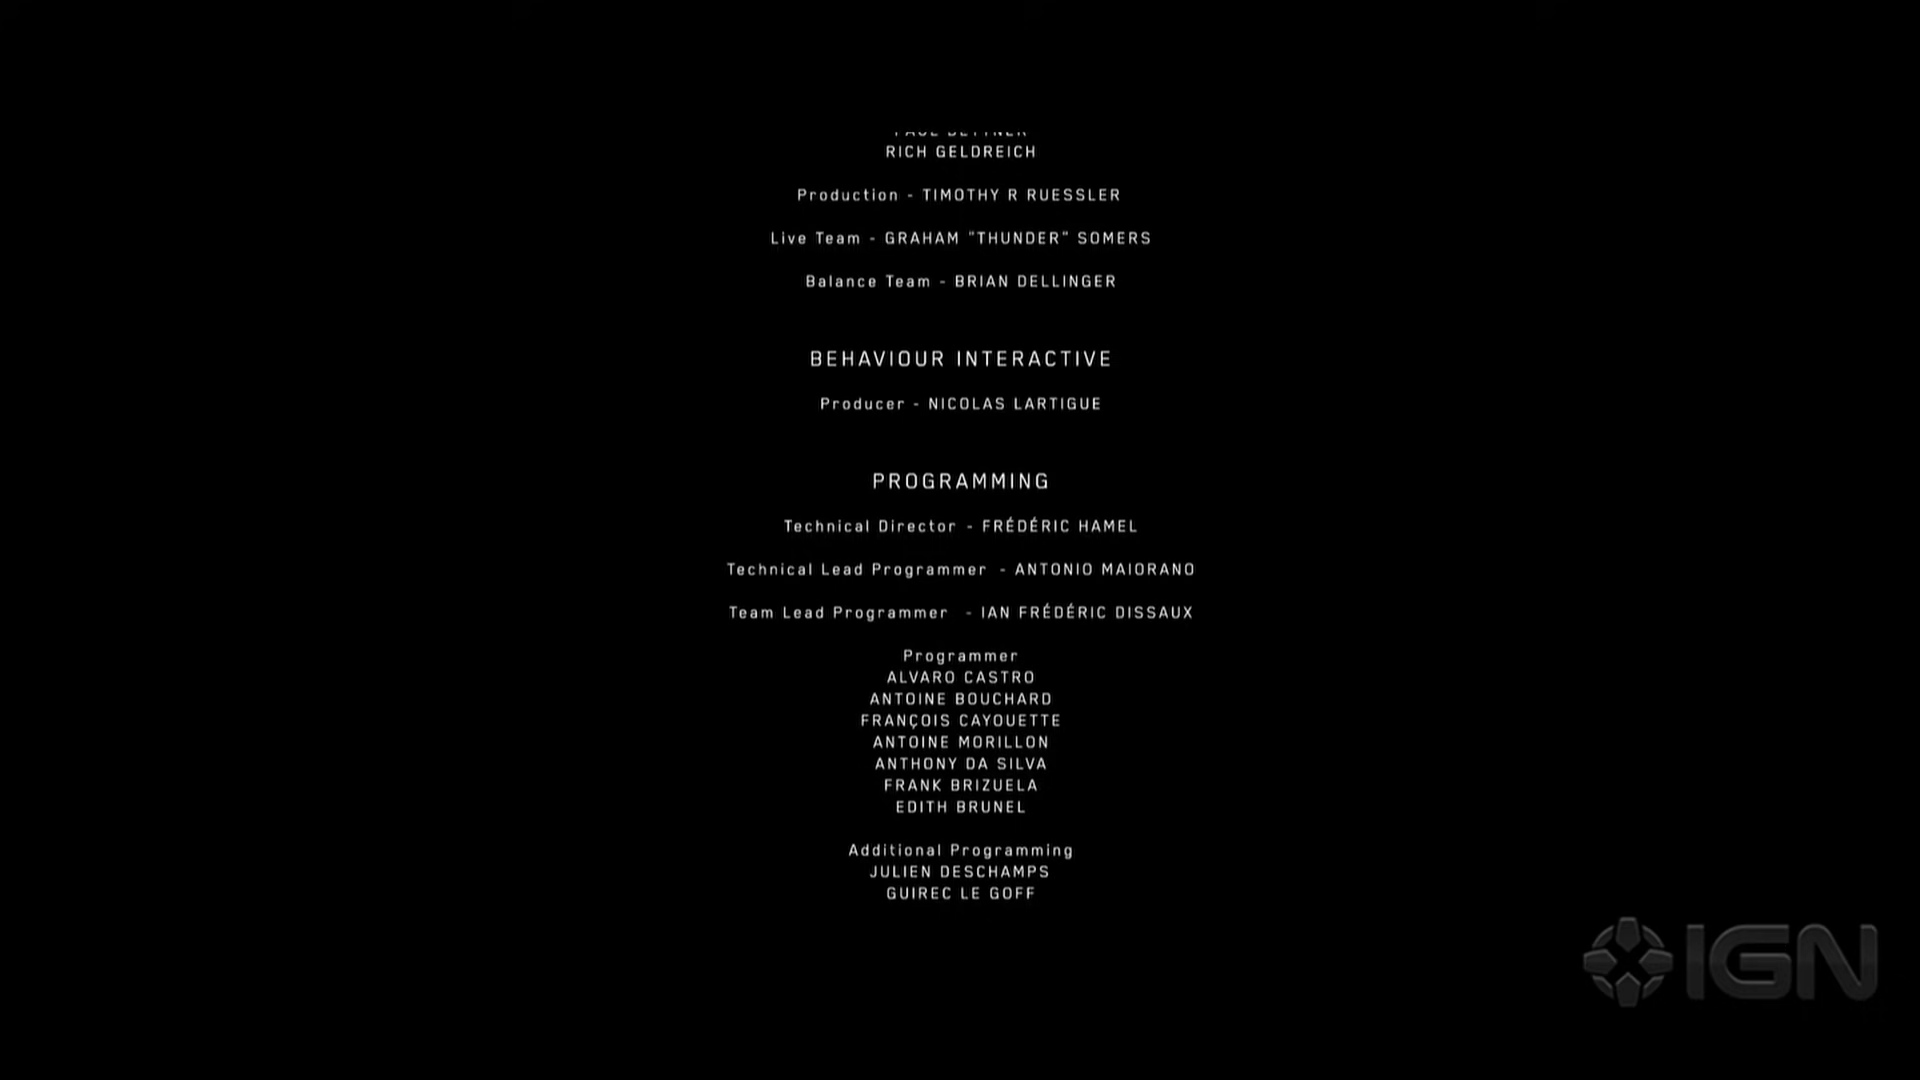 RICH GELDREICH
Production - TIMOTHY R RUESSLER
Live Team - GRAHAM "THUNDER" SOMERS
Balance Team - BRIAN DELLINGER
BEHAVIOUR INTERACTIVE
Producer - NICOLAS LARTIGUE
PROGRAMMING
Technical Director - FRÉDÉRIC HAMEL
Technical Lead Programmer - ANTONIO MAIORANO
Team Lead Programmer - IAN FRÉDÉRIC DISSAUX
Programmer
ALVARO CASTRO
ANTOINE BOUCHARD
FRANÇOIS CAYOUETTE
ANTOINE MORILLON
ANTHONY DA SILVA
FRANK BRIZUELA
EDITH BRUNEL
Additional Programming
JULIEN DESCHAMPS
GUIREC LE GOFF
IGN